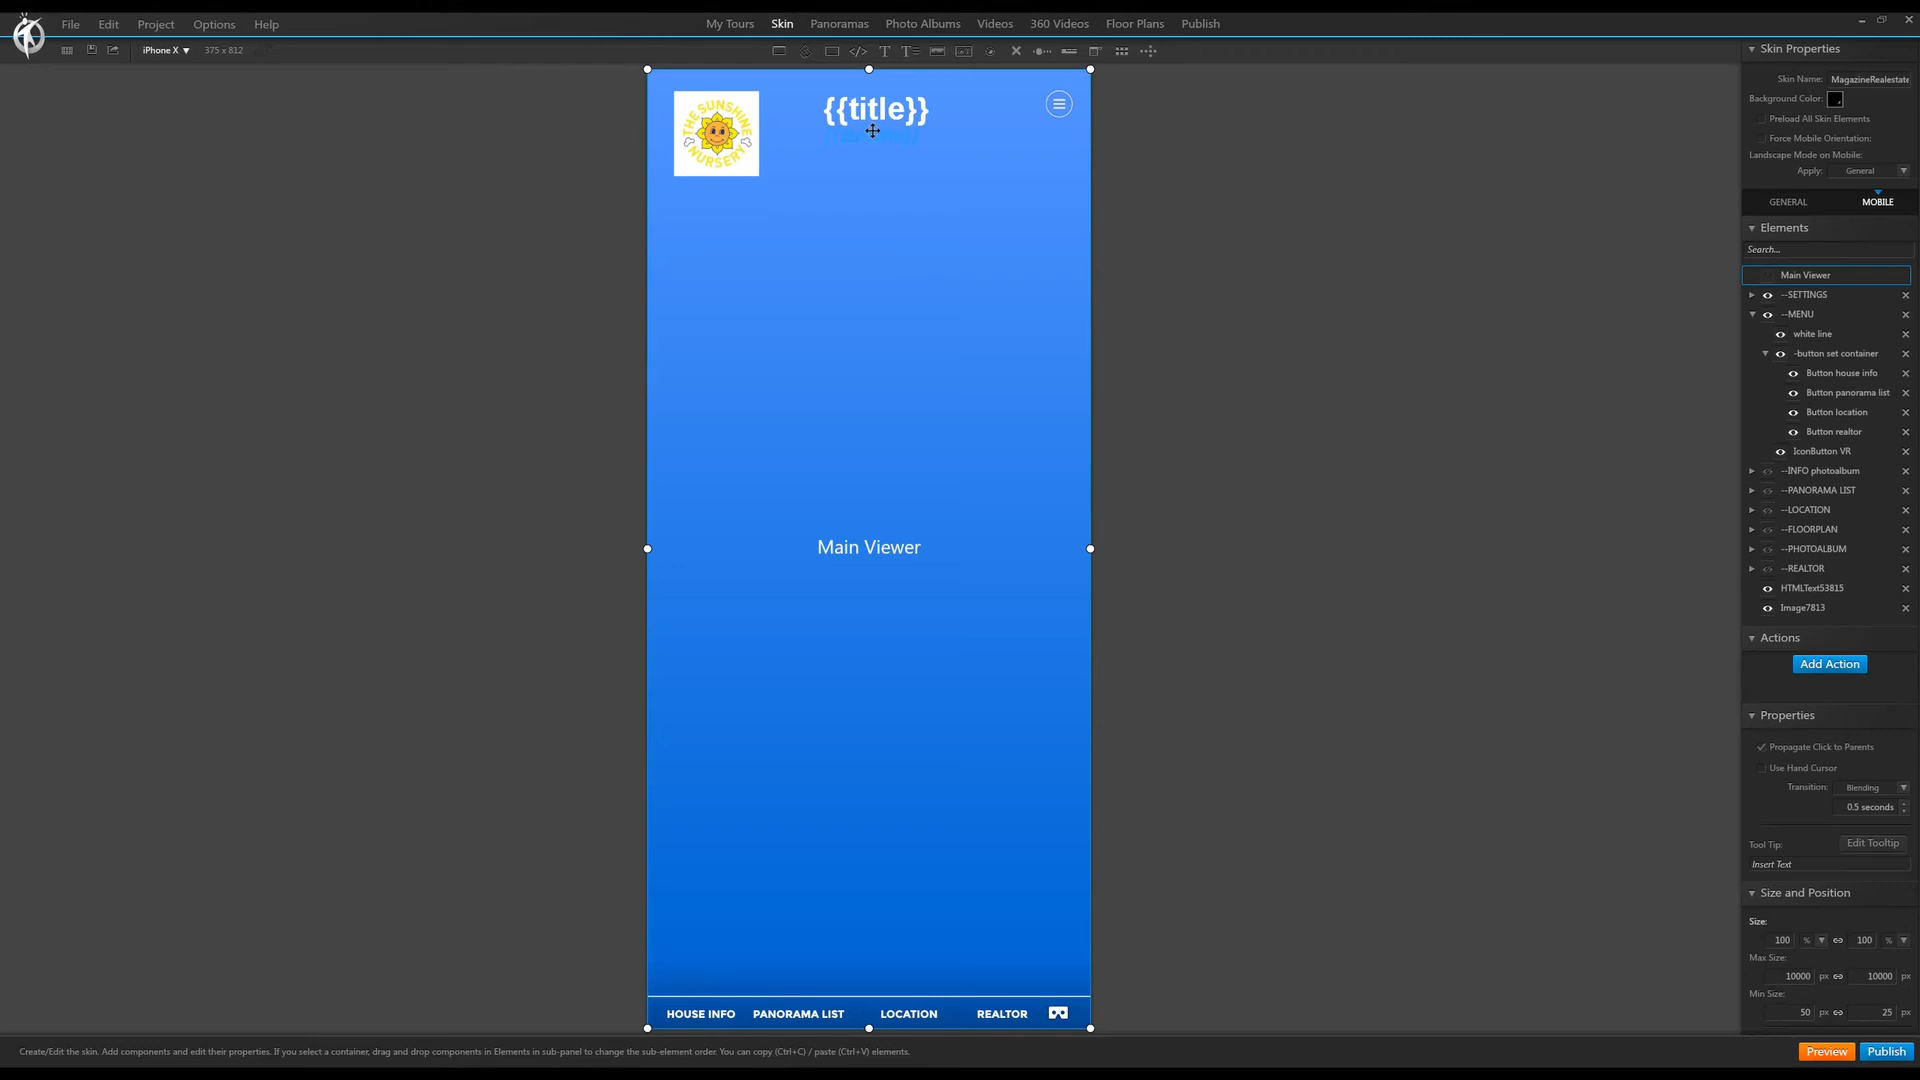 File Edit Project Options Help
My Tours Skin Panoramas Photo Albums Videos 360 Videos Floor Plans Publish
iPhone X 375 x 812
Skin Properties
Skin Name: MagazineRealestate
Background Color:
Preload All Skin Elements
Force Mobile Orientation:
Landscape Mode on Mobile:
Apply: General
GENERAL MOBILE
Elements
Search...
Main Viewer
--SETTINGS
--MENU
white line
-button set container
Button house info
Button panorama list
Button location
Button realtor
IconButton VR
--INFO photoalbum
--PANORAMA LIST
--LOCATION
--FLOORPLAN
--PHOTOALBUM
--REALTOR
HTMLText53815
Image7813
Actions
Add Action
Properties
Propagate Click to Parents
Use Hand Cursor
Transition: Blending
0.5 seconds
Tool Tip: Edit Tooltip
Insert Text
Size and Position
Size:
100 % 100 %
Max Size:
10000 px 10000 px
Min Size:
50 px 25 px
THE SUNSHINE
NURSERY
{{title}}
Main Viewer
HOUSE INFO PANORAMA LIST LOCATION REALTOR
Create/Edit the skin. Add components and edit their properties. If you select a container, drag and drop components in Elements in sub-panel to change the sub-element order. You can copy (Ctrl+C) / paste (Ctrl+V) elements.
Preview Publish